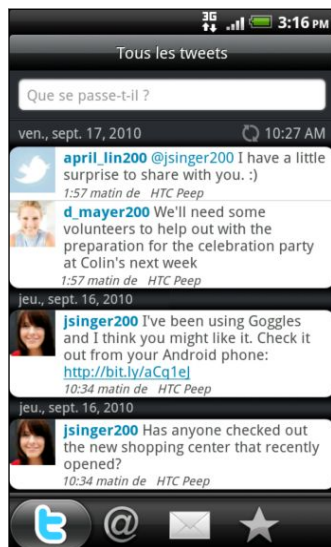 3G 3:16 PM
Tous les tweets
Que se passe-t-il ?
ven., sept. 17, 2010 10:27 AM
april_lin200 @jsinger200 I have a little
surprise to share with you. :)
1:57 matin de HTC Peep
d_mayer200 We'll need some
volunteers to help out with the
preparation for the celebration party
at Colin's next week
1:57 matin de HTC Peep
jeu., sept. 16, 2010
jsinger200 I've been using Goggles
and I think you might like it. Check it
out from your Android phone:
http://bit.ly/aCq1eJ
10:34 matin de HTC Peep
jeu., sept. 16, 2010
jsinger200 Has anyone checked out
the new shopping center that recently
opened?
10:34 matin de HTC Peep
@